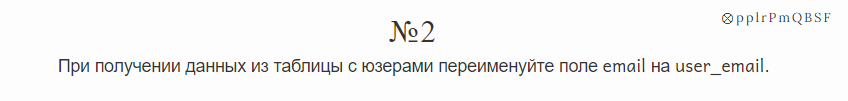 ⊗pplrPmQBSF
№2
При получении данных из таблицы с юзерами переименуйте поле email на user_email.